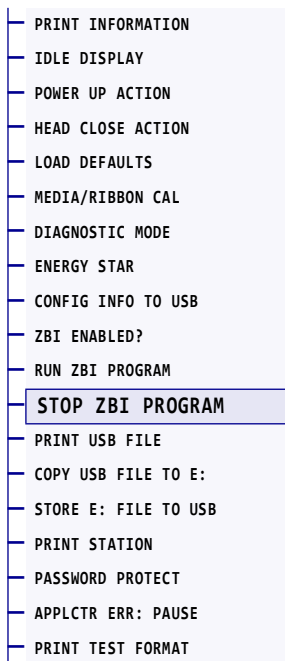 PRINT INFORMATION
IDLE DISPLAY
POWER UP ACTION
HEAD CLOSE ACTION
LOAD DEFAULTS
MEDIA/RIBBON CAL
DIAGNOSTIC MODE
ENERGY STAR
CONFIG INFO TO USB
ZBI ENABLED?
RUN ZBI PROGRAM
STOP ZBI PROGRAM
PRINT USB FILE
COPY USB FILE TO E:
STORE E: FILE TO USB
PRINT STATION
PASSWORD PROTECT
APPLCTR ERR: PAUSE
PRINT TEST FORMAT